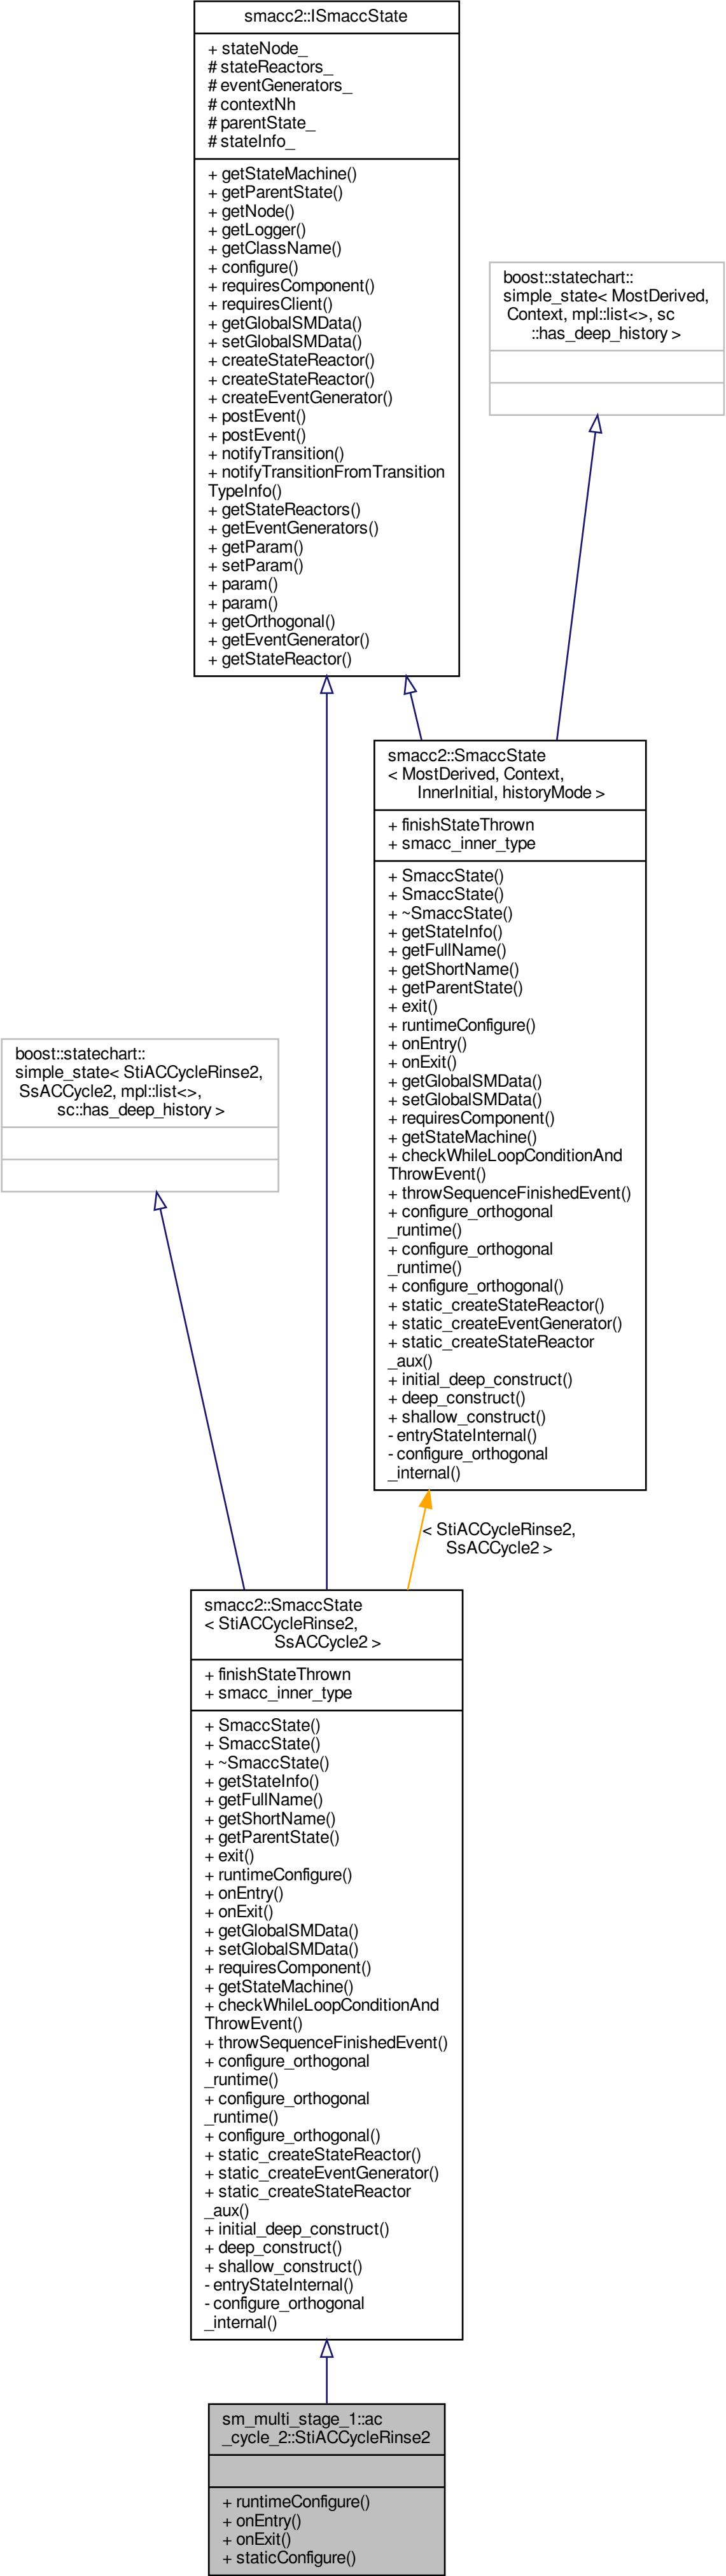 smacc2::ISmaccState
+ stateNode_
# stateReactors_
# eventGenerators_
# contextNh
# parentState_
# stateInfo_
+ getStateMachine()
+ getParentState()
+ getNode()
+ getLogger()
+ getClassName()
+ configure()
+ requiresComponent()
+ requiresClient()
+ getGlobalSMData()
+ setGlobalSMData()
+ createStateReactor()
+ createStateReactor()
+ createEventGenerator()
+ postEvent()
+ postEvent()
+ notifyTransition()
+ notifyTransitionFromTransition
TypeInfo()
+ getStateReactors()
+ getEventGenerators()
+ getParam()
+ setParam()
+ param()
+ param()
+ getOrthogonal()
+ getEventGenerator()
+ getStateReactor()
boost::statechart::
simple_state< MostDerived,
Context, mpl::list<>, sc
::has_deep_history >
smacc2::SmaccState
< MostDerived, Context,
InnerInitial, historyMode >
+ finishStateThrown
+ smacc_inner_type
+ SmaccState()
+ SmaccState()
+ ~SmaccState()
+ getStateInfo()
+ getFullName()
+ getShortName()
+ getParentState()
+ exit()
+ runtimeConfigure()
+ onEntry()
+ onExit()
+ getGlobalSMData()
+ setGlobalSMData()
+ requiresComponent()
+ getStateMachine()
+ checkWhileLoopConditionAnd
ThrowEvent()
+ throwSequenceFinishedEvent()
+ configure_orthogonal
_runtime()
+ configure_orthogonal
_runtime()
+ configure_orthogonal()
+ static_createStateReactor()
+ static_createEventGenerator()
+ static_createStateReactor
_aux()
+ initial_deep_construct()
+ deep_construct()
+ shallow_construct()
- entryStateInternal()
- configure_orthogonal
_internal()
boost::statechart::
simple_state< StiACCycleRinse2,
SsACCycle2, mpl::list<>,
sc::has_deep_history >
< StiACCycleRinse2,
SsACCycle2 >
smacc2::SmaccState
< StiACCycleRinse2,
SsACCycle2 >
+ finishStateThrown
+ smacc_inner_type
+ SmaccState()
+ SmaccState()
+ ~SmaccState()
+ getStateInfo()
+ getFullName()
+ getShortName()
+ getParentState()
+ exit()
+ runtimeConfigure()
+ onEntry()
+ onExit()
+ getGlobalSMData()
+ setGlobalSMData()
+ requiresComponent()
+ getStateMachine()
+ checkWhileLoopConditionAnd
ThrowEvent()
+ throwSequenceFinishedEvent()
+ configure_orthogonal
_runtime()
+ configure_orthogonal
_runtime()
+ configure_orthogonal()
+ static_createStateReactor()
+ static_createEventGenerator()
+ static_createStateReactor
_aux()
+ initial_deep_construct()
+ deep_construct()
+ shallow_construct()
- entryStateInternal()
- configure_orthogonal
_internal()
sm_multi_stage_1::ac
_cycle_2::StiACCycleRinse2
+ runtimeConfigure()
+ onEntry()
+ onExit()
+ staticConfigure()